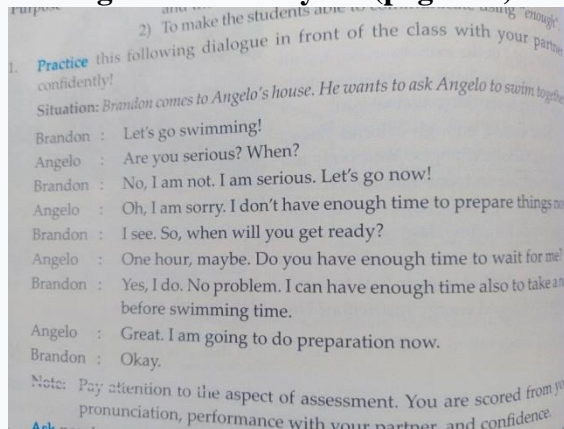 Purpose
2) To make the students able to using "enough".
1. Practice this following dialogue in front of the class with your partner
confidently!
Situation: Brandon comes to Angelo's house. He wants to ask Angelo to swim together
Brandon : Let's go swimming!
Angelo : Are you serious? When?
Brandon : No, I am not. I am serious. Let's go now!
Angelo : Oh, I am sorry. I don't have enough time to prepare things
Brandon : I see. So, when will you get ready?
Angelo : One hour, maybe. Do you have enough time to wait for me?
Brandon : Yes, I do. No problem. I can have enough time also to take
before swimming time.
Angelo : Great. I am going to do preparation now.
Brandon : Okay.
Note: Pay attention to the aspect of assessment. You are scored from
pronunciation, performance with your partner, and confidence.
Ask